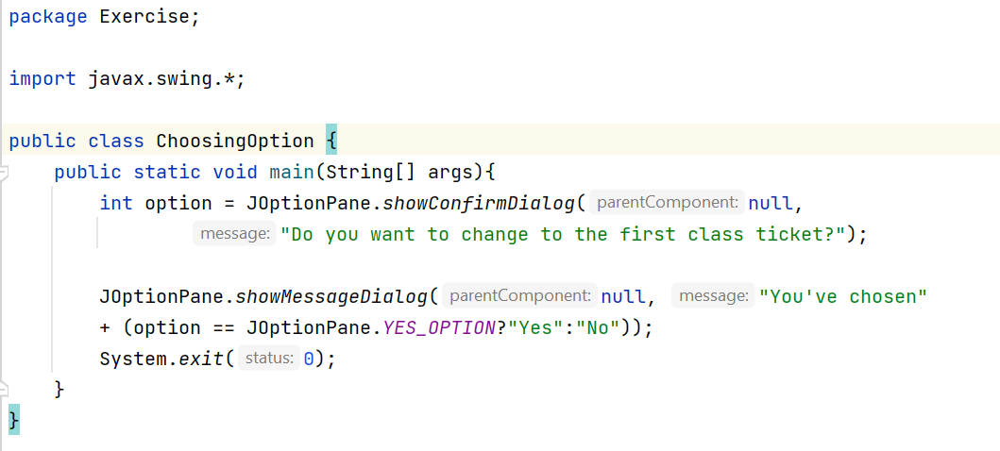 package Exercise;
import javax.swing.*;
public class ChoosingOption {
public static void main(String[] args){
int option = JOptionPane.showConfirmDialog( parentComponent: null,
message: "Do you want to change to the first class ticket?");
JOptionPane.showMessageDialog( parentComponent: null, message: "You've chosen"
+ (option == JOptionPane.YES_OPTION?"Yes":"No"));
System.exit( status: 0);
}
}